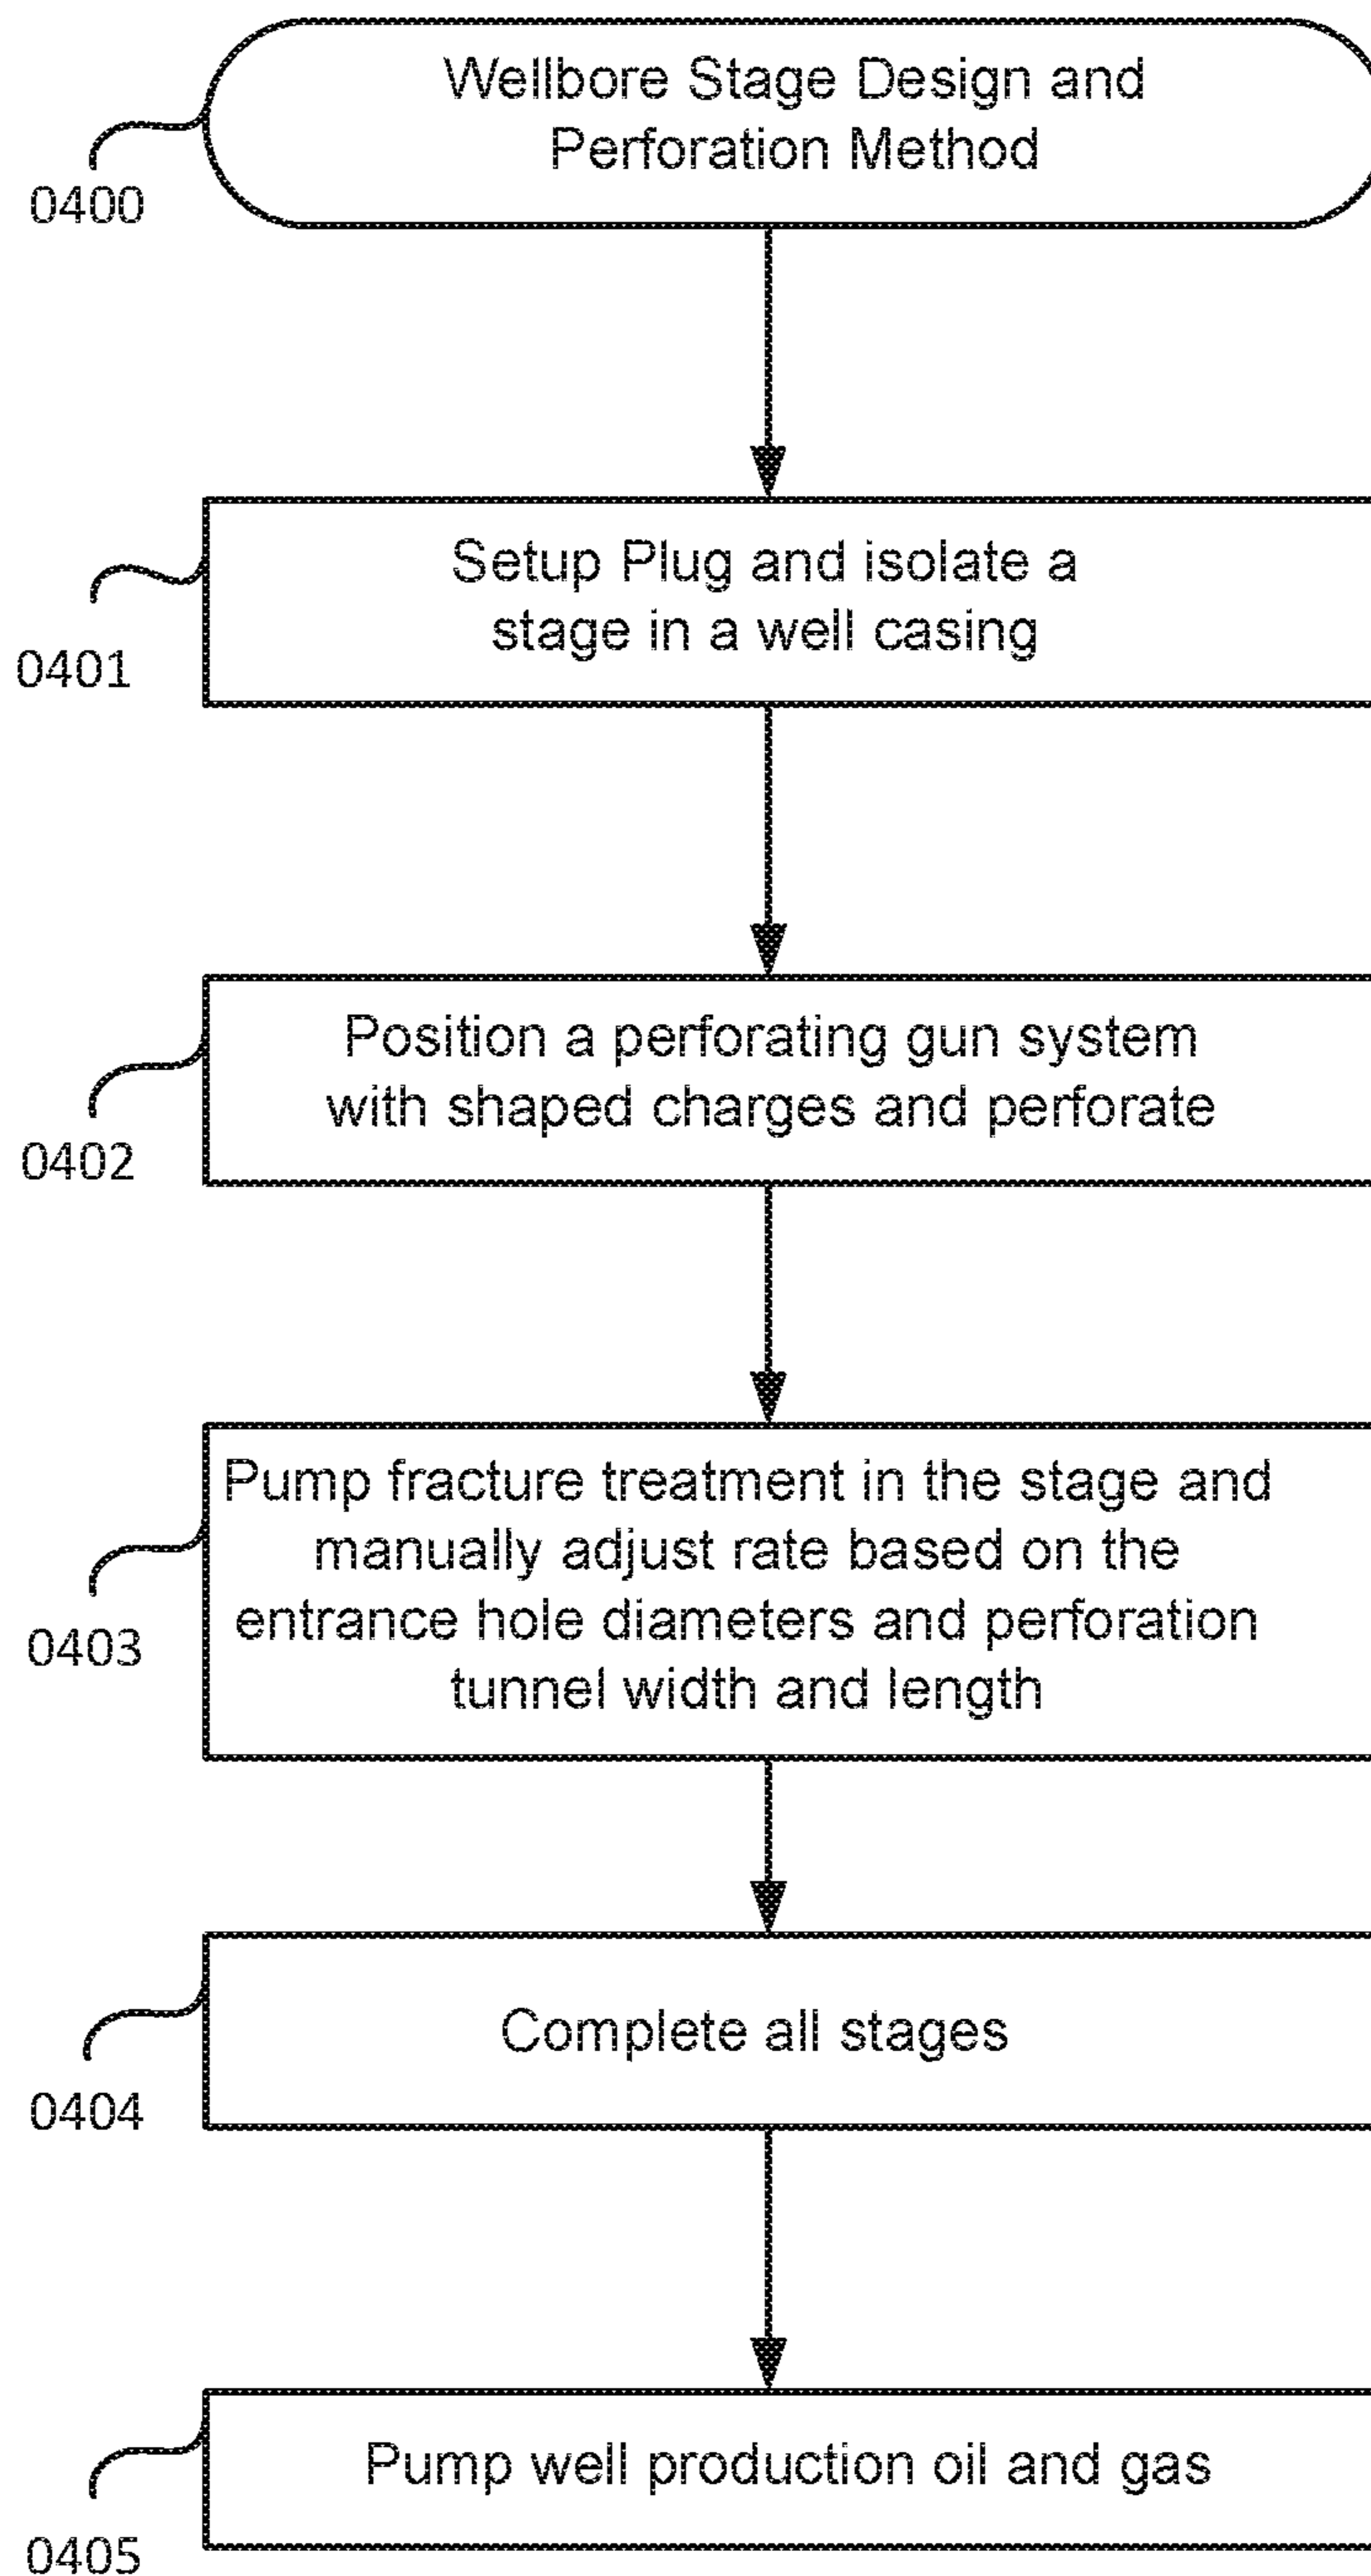 Wellbore Stage Design and
Perforation Method
0400
Setup Plug and isolate a
stage in a well casing
0401
Position a perforating gun system
with shaped charges and perforate
0402
Pump fracture treatment in the stage and
manually adjust rate based on the
entrance hole diameters and perforation
tunnel width and length
0403
Complete all stages
0404
Pump well production oil and gas
0405